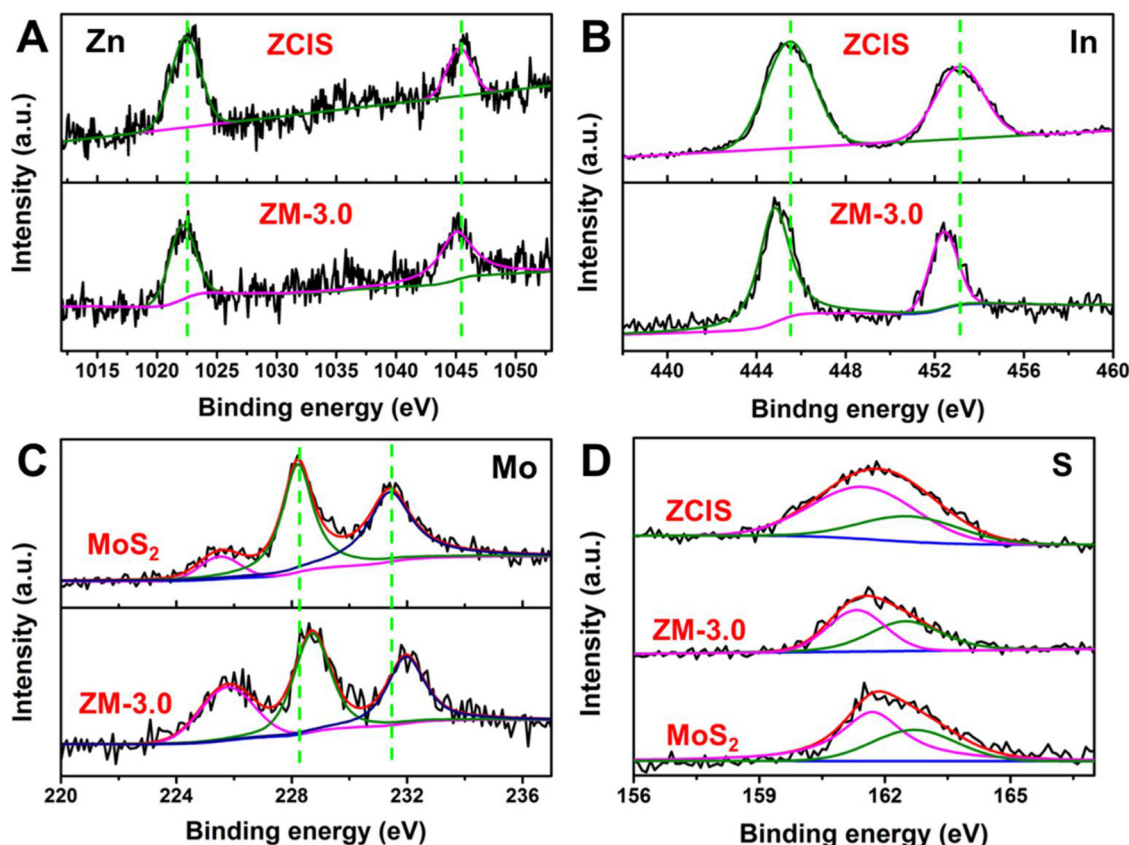 A
Zn
ZCIS
ZM-3.0
Intensity (a.u.)
1015 1020 1025 1030 1035 1040 1045 1050
Binding energy (eV)
B
In
ZCIS
ZM-3.0
Intensity (a.u.)
440 444 448 452 456 460
Bindng energy (eV)
C
Mo
MoS₂
ZM-3.0
Intensity (a.u.)
220 224 228 232 236
Binding energy (eV)
D
S
ZCIS
ZM-3.0
MoS₂
Intensity (a.u.)
156 159 162 165
Binding energy (eV)